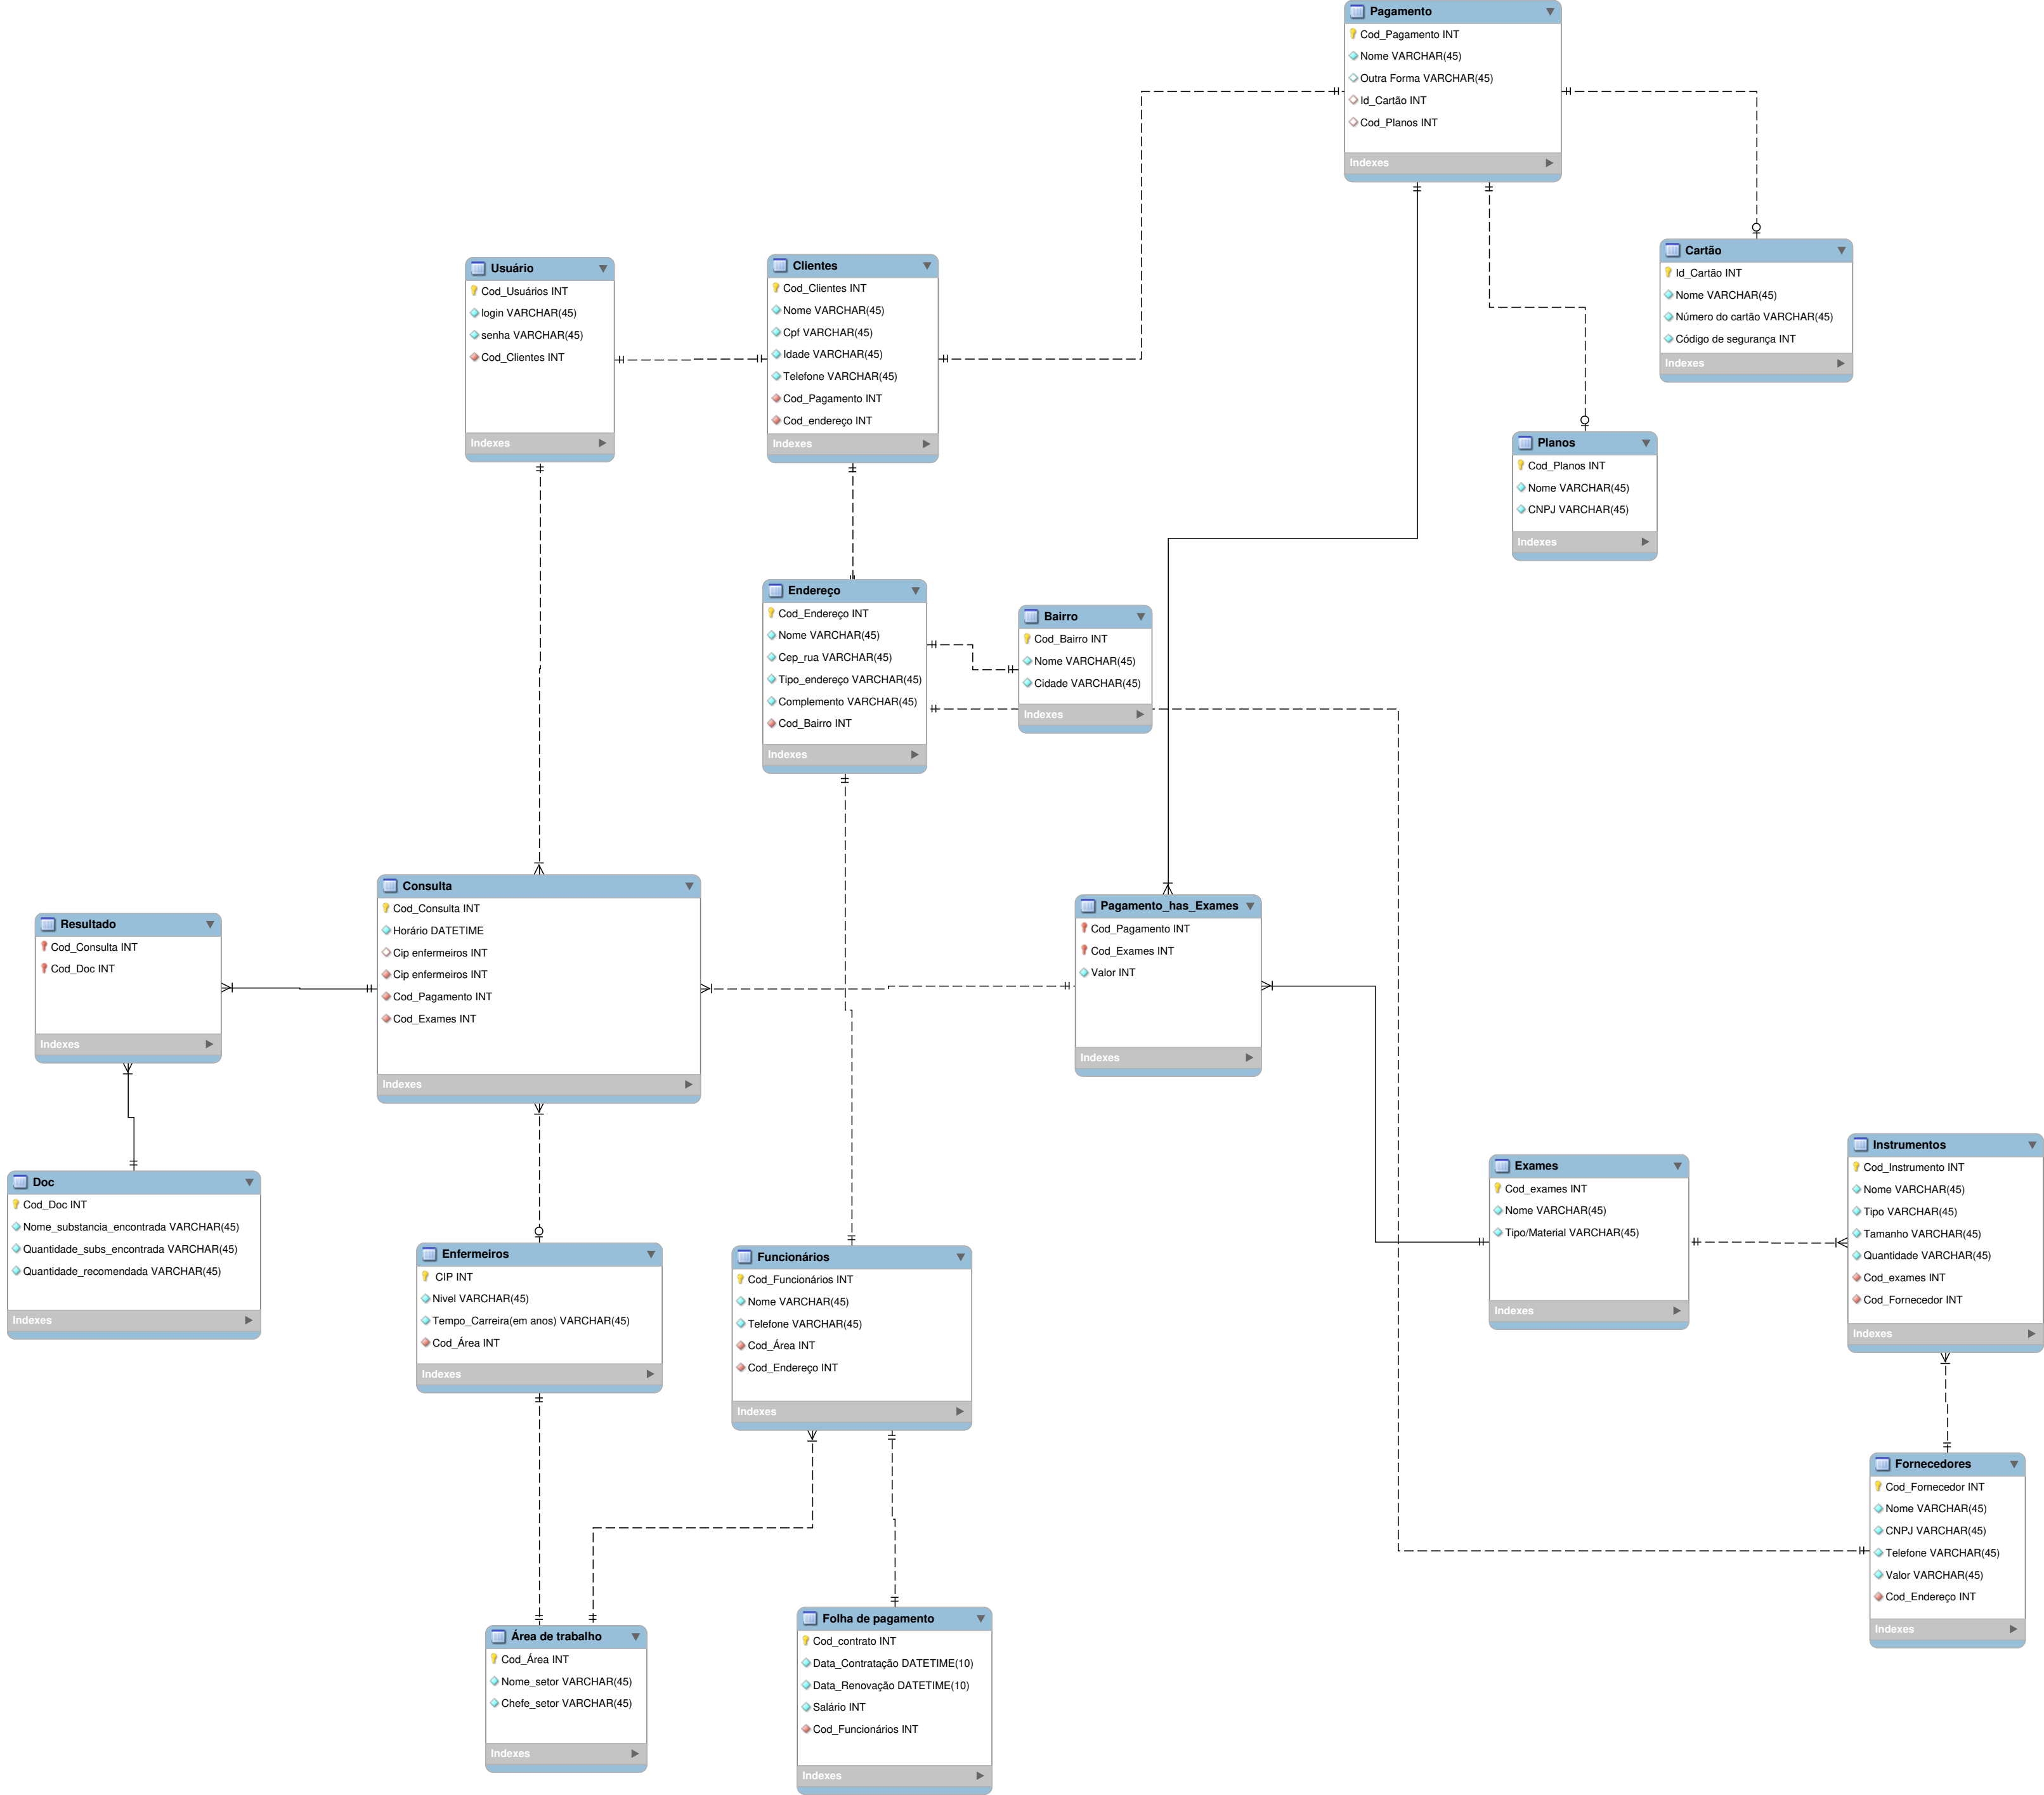 Pagamento
Cod_Pagamento INT
Nome VARCHAR(45)
Outra Forma VARCHAR(45)
Id_Cartão INT
Cod_Planos INT
Indexes
Cartão
Id_Cartão INT
Nome VARCHAR(45)
Número do cartão VARCHAR(45)
Código de segurança INT
Indexes
Usuário
Cod_Usuários INT
login VARCHAR(45)
senha VARCHAR(45)
Cod_Clientes INT
Indexes
Clientes
Cod_Clientes INT
Nome VARCHAR(45)
Cpf VARCHAR(45)
Idade VARCHAR(45)
Telefone VARCHAR(45)
Cod_Pagamento INT
Cod_endereço INT
Indexes
Planos
Cod_Planos INT
Nome VARCHAR(45)
CNPJ VARCHAR(45)
Indexes
Endereço
Cod_Endereço INT
Nome VARCHAR(45)
Cep_rua VARCHAR(45)
Tipo_endereço VARCHAR(45)
Complemento VARCHAR(45)
Cod_Bairro INT
Indexes
Bairro
Cod_Bairro INT
Nome VARCHAR(45)
Cidade VARCHAR(45)
Indexes
Resultado
Cod_Consulta INT
Cod_Doc INT
Indexes
Consulta
Cod_Consulta INT
Horário DATETIME
Cip enfermeiros INT
Cip enfermeiros INT
Cod_Pagamento INT
Cod_Exames INT
Indexes
Pagamento_has_Exames
Cod_Pagamento INT
Cod_Exames INT
Valor INT
Indexes
Doc
Cod_Doc INT
Nome_substancia_encontrada VARCHAR(45)
Quantidade_subs_encontrada VARCHAR(45)
Quantidade_recomendada VARCHAR(45)
Indexes
Enfermeiros
CIP INT
Nivel VARCHAR(45)
Tempo_Carreira(em anos) VARCHAR(45)
Cod_Área INT
Indexes
Funcionários
Cod_Funcionários INT
Nome VARCHAR(45)
Telefone VARCHAR(45)
Cod_Área INT
Cod_Endereço INT
Indexes
Exames
Cod_exames INT
Nome VARCHAR(45)
Tipo/Material VARCHAR(45)
Indexes
Instrumentos
Cod_Instrumento INT
Nome VARCHAR(45)
Tipo VARCHAR(45)
Tamanho VARCHAR(45)
Quantidade VARCHAR(45)
Cod_exames INT
Cod_Fornecedor INT
Indexes
Fornecedores
Cod_Fornecedor INT
Nome VARCHAR(45)
CNPJ VARCHAR(45)
Telefone VARCHAR(45)
Valor VARCHAR(45)
Cod_Endereço INT
Indexes
Área de trabalho
Cod_Área INT
Nome_setor VARCHAR(45)
Chefe_setor VARCHAR(45)
Indexes
Folha de pagamento
Cod_contrato INT
Data_Contratação DATETIME(10)
Data_Renovação DATETIME(10)
Salário INT
Cod_Funcionários INT
Indexes